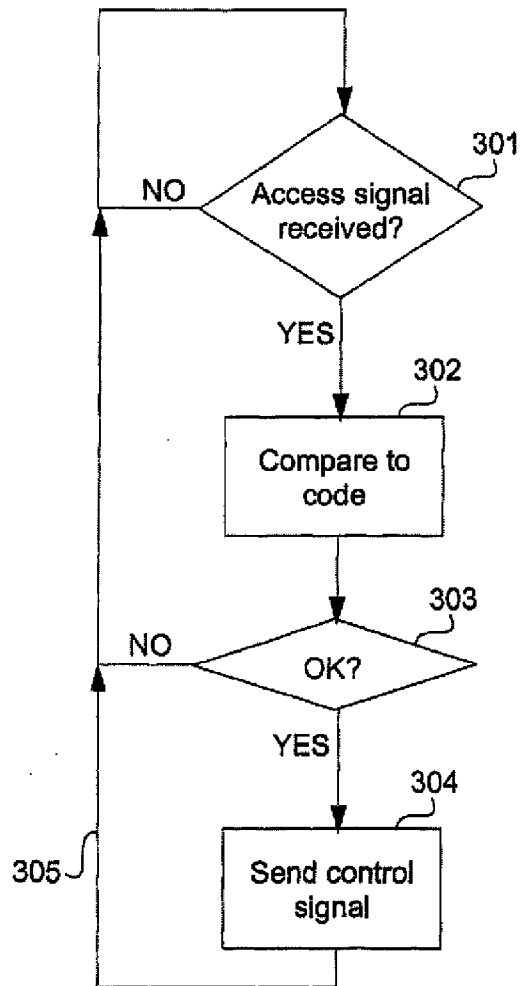 301
NO
Access signal
received?
YES
302
Compare to
code
303
NO
OK?
YES
304
305
Send control
signal